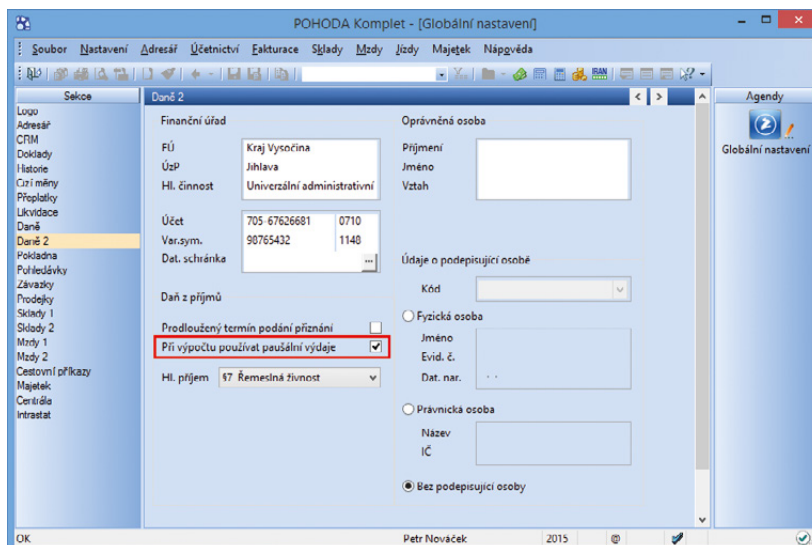 POHODA Komplet - [Globální nastavení]
Soubor Nastavení Adresář Účetnictví Fakturace Sklady Mzdy Jízdy Majetek Nápověda
IBAN
Sekce
Logo
Adresář
CRM
Doklady
Historie
Cizí měny
Přeplatky
Likvidace
Daně
Daně 2
Pokladna
Pohledávky
Závazky
Prodejky
Sklady 1
Sklady 2
Mzdy 1
Mzdy 2
Cestovní příkazy
Majetek
Centrála
Intrastat
Daně 2
Finanční úřad
FÚ Kraj Vysočina
ÚzP Jihlava
Hl. činnost Univerzální administrativní
Účet 705-67626681 0710
Var.sym. 98765432 1148
Dat. schránka ...
Daň z příjmů
Prodloužený termín podání přiznání
Při výpočtu používat paušální výdaje
Hl. příjem §7 Řemeslná živnost
Oprávněná osoba
Příjmení
Jméno
Vztah
Údaje o podepisující osobě
Kód
Fyzická osoba
Jméno
Evid. č.
Dat. nar. . .
Právnická osoba
Název
IČ
Bez podepisující osoby
Agendy
Globální nastavení
OK Petr Nováček 2015 @